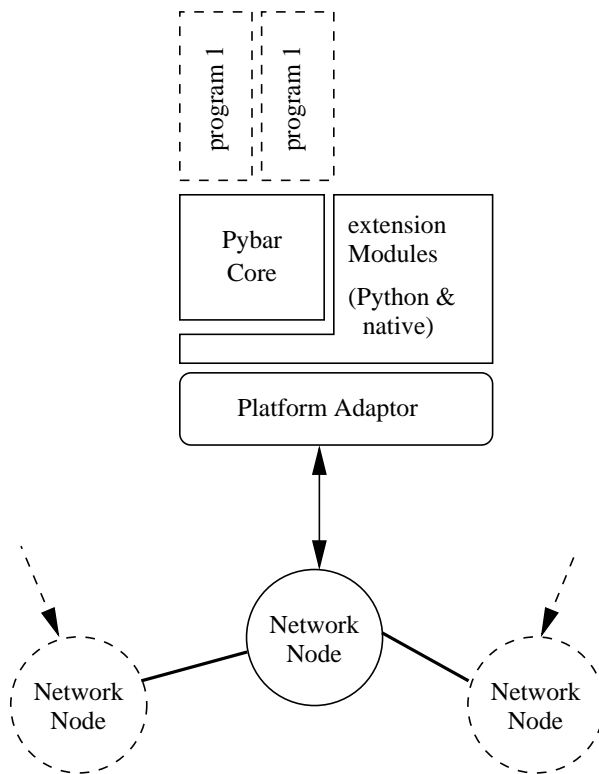 program 1
program 1
Pybar
Core
extension
Modules
(Python &
native)
Platform Adaptor
Network
Node
Network
Node
Network
Node